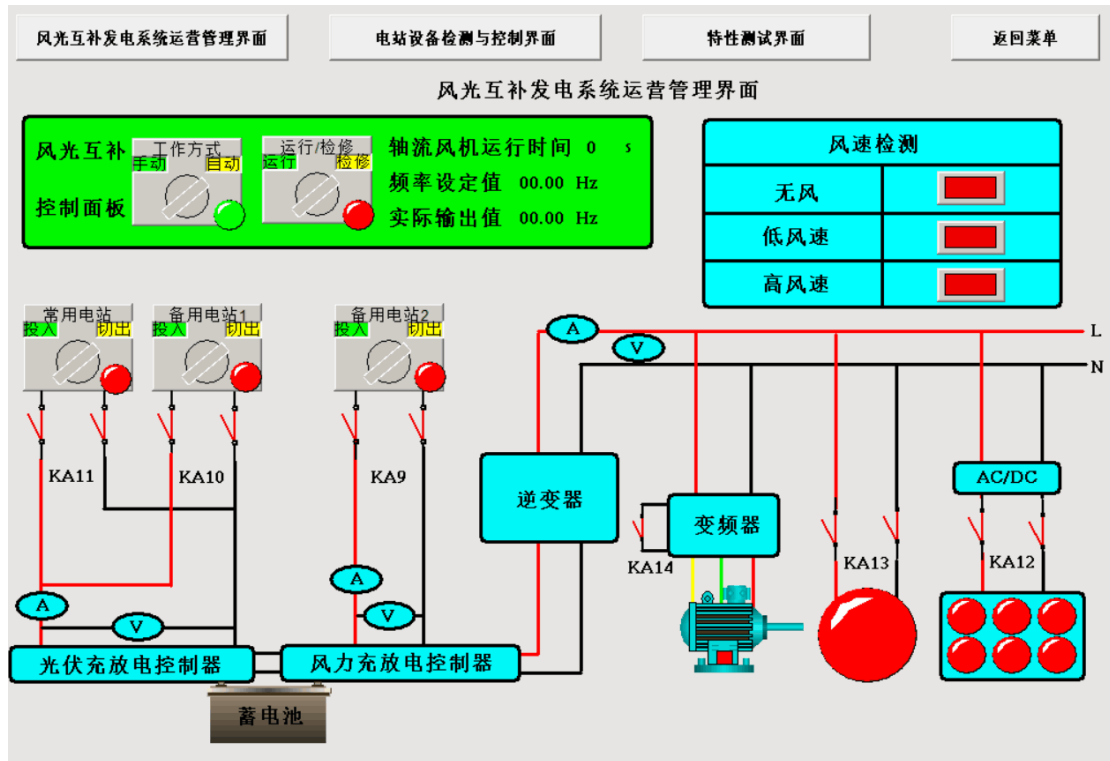 风光互补发电系统运营管理界面
电站设备检测与控制界面
特性测试界面
返回菜单
风光互补发电系统运营管理界面
风光互补
控制面板
工作方式
手动 自动
运行/检修
运行 检修
轴流风机运行时间 0 s
频率设定值 00.00 Hz
实际输出值 00.00 Hz
风速检测
无风
低风速
高风速
常用电站
投入 切出
备用电站1
投入 切出
备用电站2
投入 切出
A
V
L
N
KA11
KA10
KA9
逆变器
变频器
AC/DC
KA14
KA13
KA12
A
V
A
V
光伏充放电控制器
风力充放电控制器
蓄电池